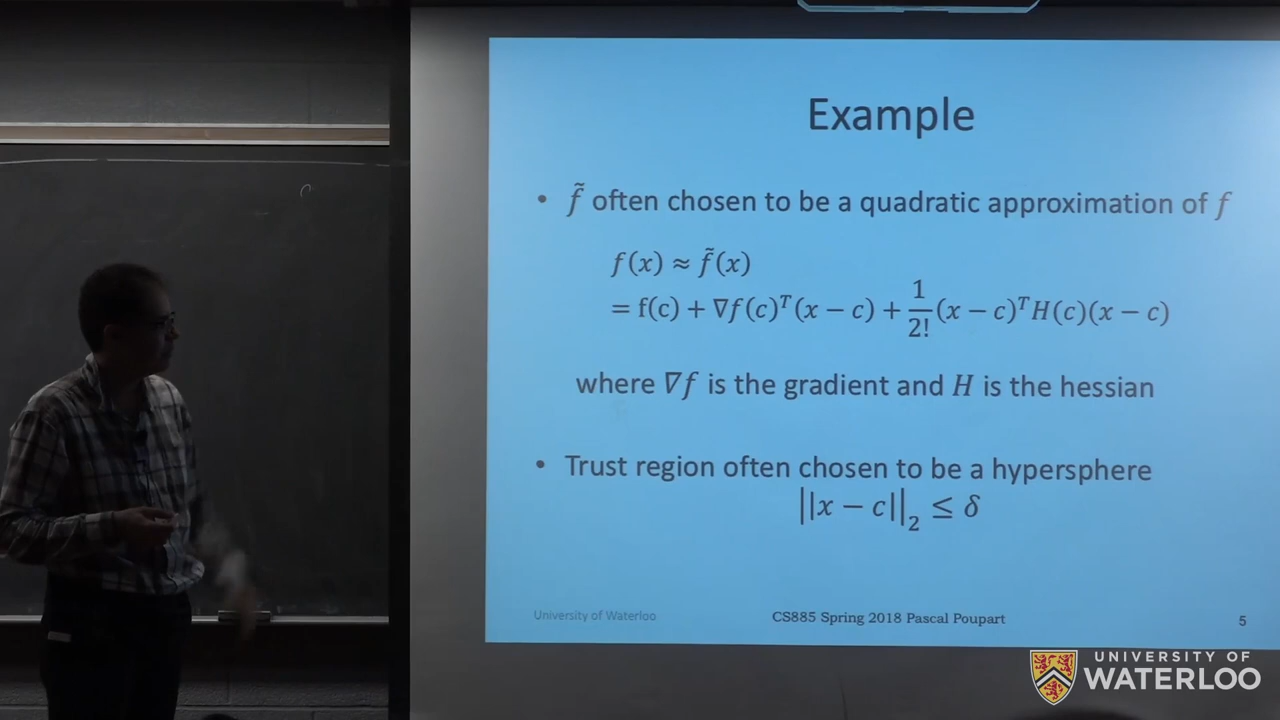 Example
• f̃ often chosen to be a quadratic approximation of f
f(x) ≈ f̃(x)
= f(c) + ∇f(c)ᵀ(x − c) + 1/2! (x − c)ᵀH(c)(x − c)
where ∇f is the gradient and H is the hessian
• Trust region often chosen to be a hypersphere
||x − c||₂ ≤ δ
University of Waterloo
CS885 Spring 2018 Pascal Poupart
5
UNIVERSITY OF
WATERLOO